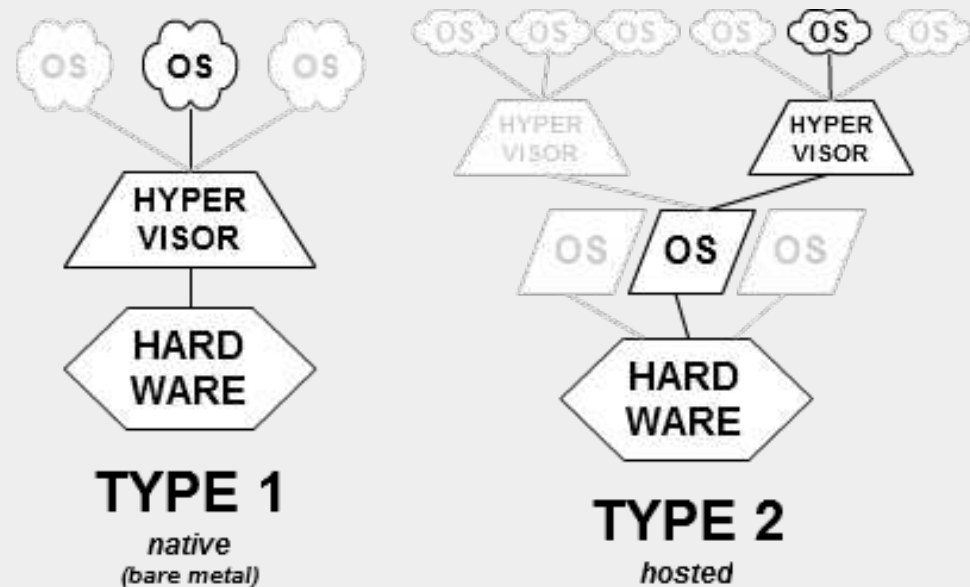 OS OS OS
HYPER
VISOR
HARD
WARE
TYPE 1
native
(bare metal)
OS OS OS OS OS OS
HYPER
VISOR
HYPER
VISOR
OS OS OS
HARD
WARE
TYPE 2
hosted